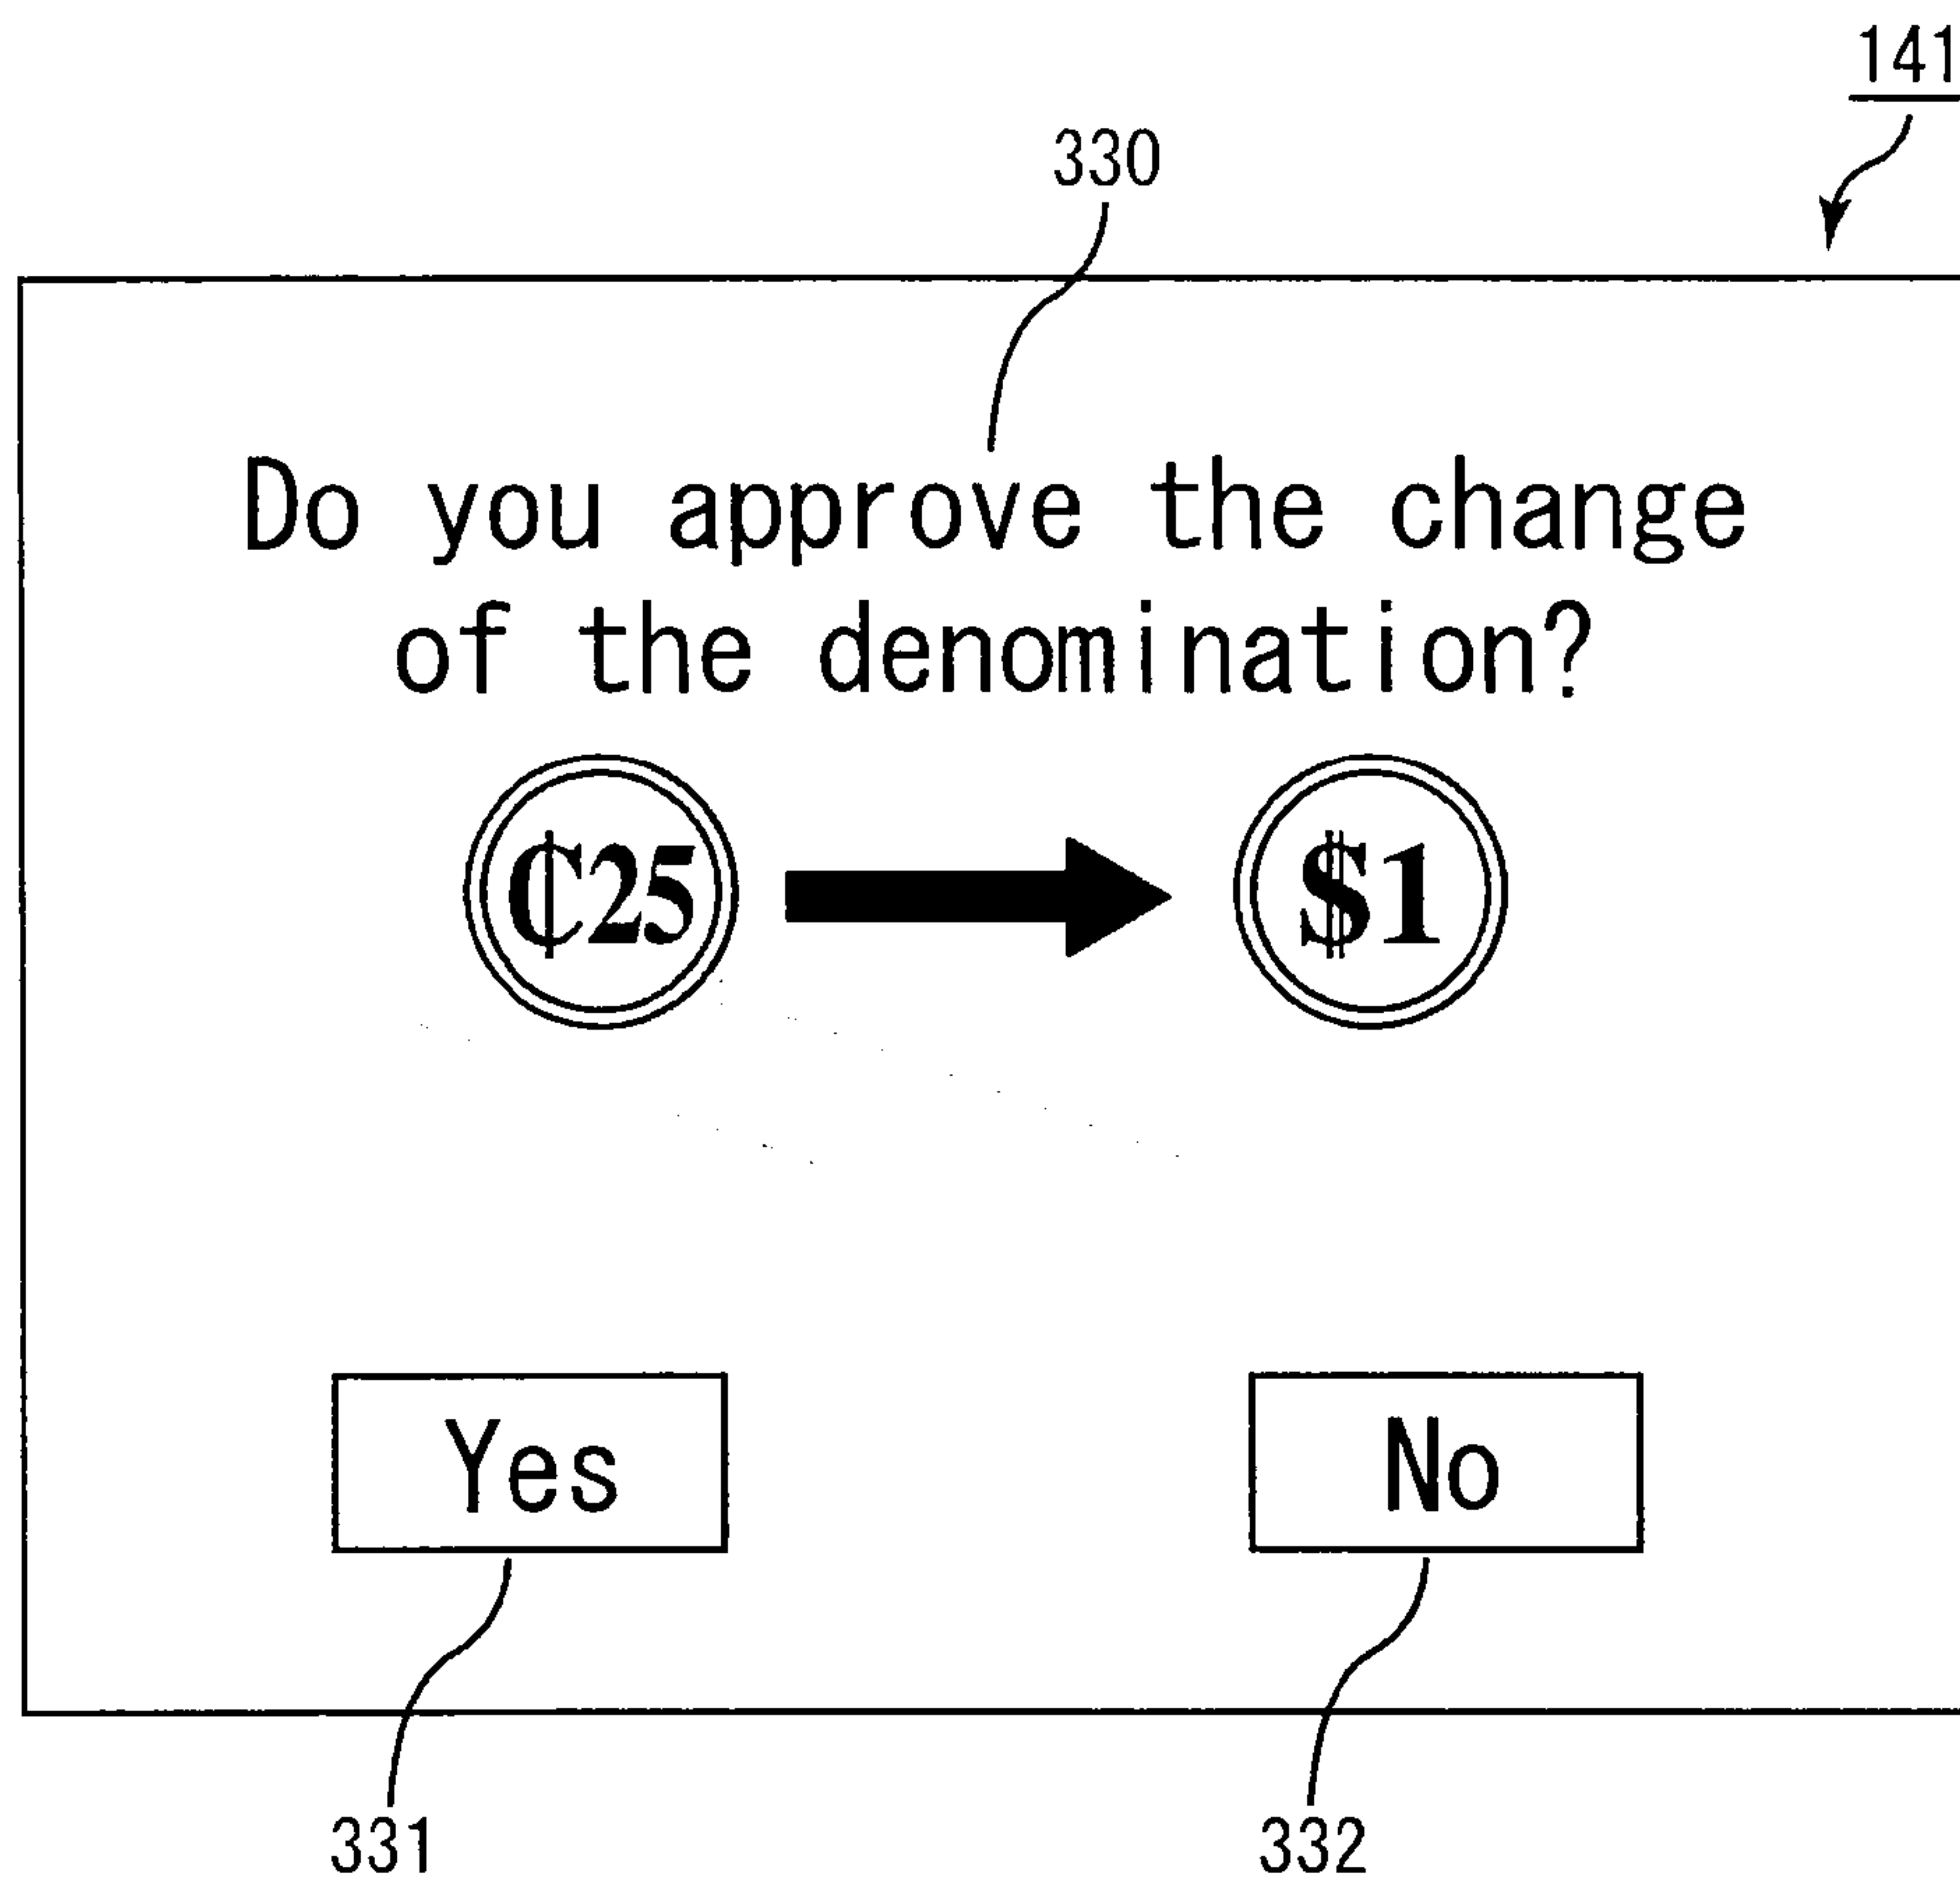 141
330
Do you approve the change
of the denomination?
₵25 $1
Yes No
331 332